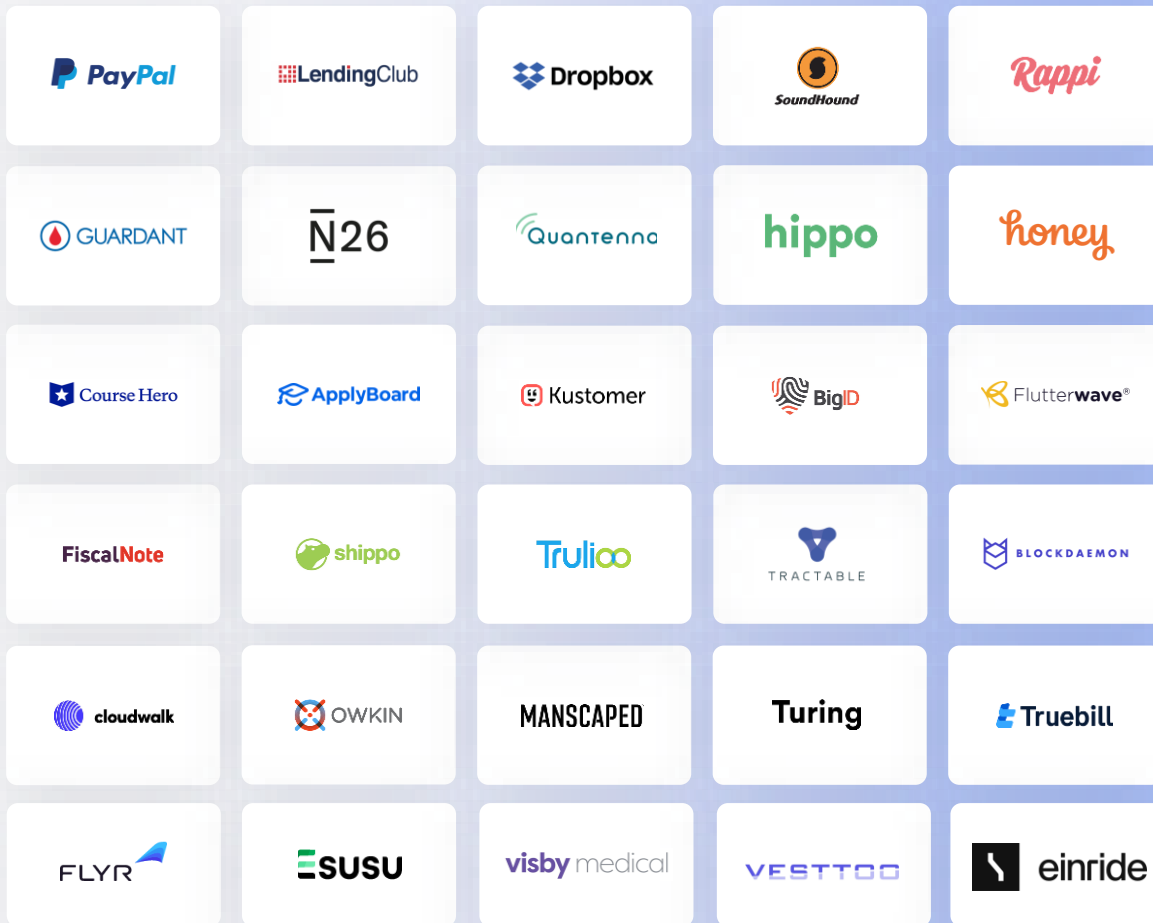 PayPal
LendingClub
Dropbox
SoundHound
Rappi
GUARDANT
N26
Quantenna
hippo
honey
Course Hero
ApplyBoard
Kustomer
BigID
Flutterwave®
FiscalNote
shippo
Trulioo
TRACTABLE
BLOCKDAEMON
cloudwalk
OWKIN
MANSCAPED
Turing
Truebill
FLYR
ESUSU
visby medical
VESTTOO
einride